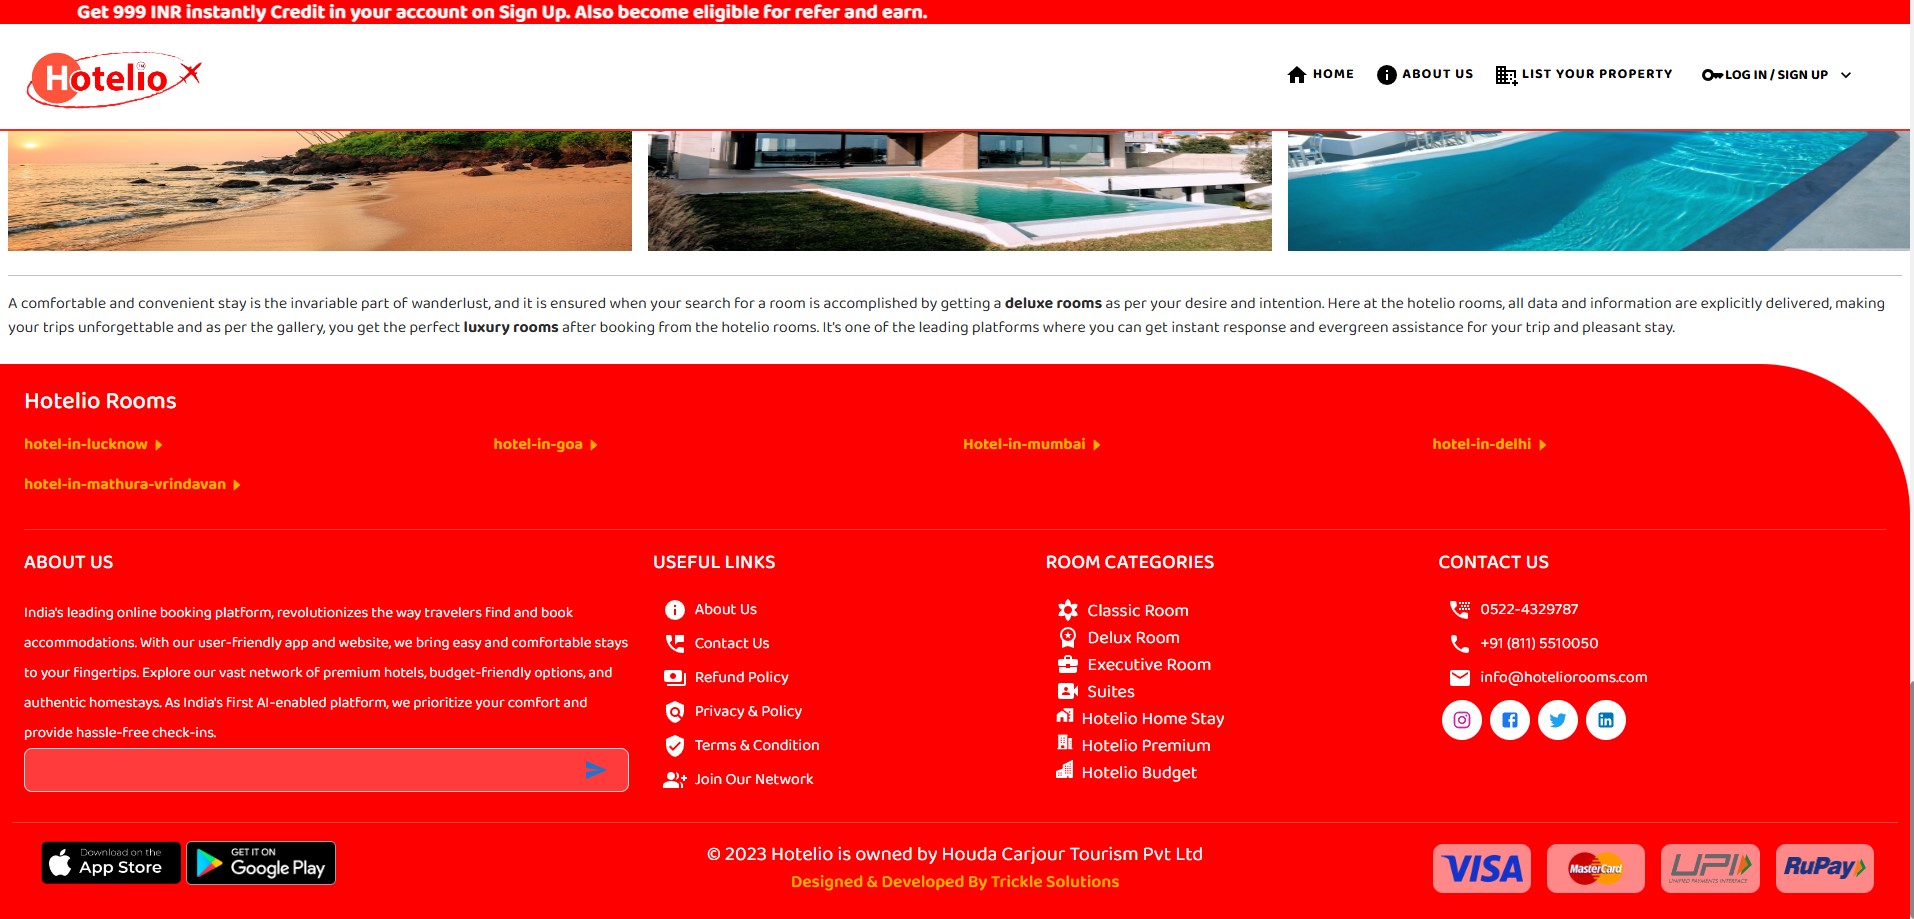 Get 999 INR instantly Credit in your account on Sign Up. Also become eligible for refer and earn.
Hotelio
TM
HOME
ABOUT US
LIST YOUR PROPERTY
LOG IN / SIGN UP
A comfortable and convenient stay is the invariable part of wanderlust, and it is ensured when your search for a room is accomplished by getting a deluxe rooms as per your desire and intention. Here at the hotelio rooms, all data and information are explicitly delivered, making
your trips unforgettable and as per the gallery, you get the perfect luxury rooms after booking from the hotelio rooms. It's one of the leading platforms where you can get instant response and evergreen assistance for your trip and pleasant stay.
Hotelio Rooms
hotel-in-lucknow
hotel-in-goa
Hotel-in-mumbai
hotel-in-delhi
hotel-in-mathura-vrindavan
ABOUT US
India's leading online booking platform, revolutionizes the way travelers find and book
accommodations. With our user-friendly app and website, we bring easy and comfortable stays
to your fingertips. Explore our vast network of premium hotels, budget-friendly options, and
authentic homestays. As India's first AI-enabled platform, we prioritize your comfort and
provide hassle-free check-ins.
USEFUL LINKS
About Us
Contact Us
Refund Policy
Privacy & Policy
Terms & Condition
Join Our Network
ROOM CATEGORIES
Classic Room
Delux Room
Executive Room
Suites
Hotelio Home Stay
Hotelio Premium
Hotelio Budget
CONTACT US
0522-4329787
+91 (811) 5510050
info@hoteliorooms.com
Download on the
App Store
GET IT ON
Google Play
© 2023 Hotelio is owned by Houda Carjour Tourism Pvt Ltd
Designed & Developed By Trickle Solutions
VISA
MasterCard
UPI
UNIFIED PAYMENTS INTERFACE
RuPay